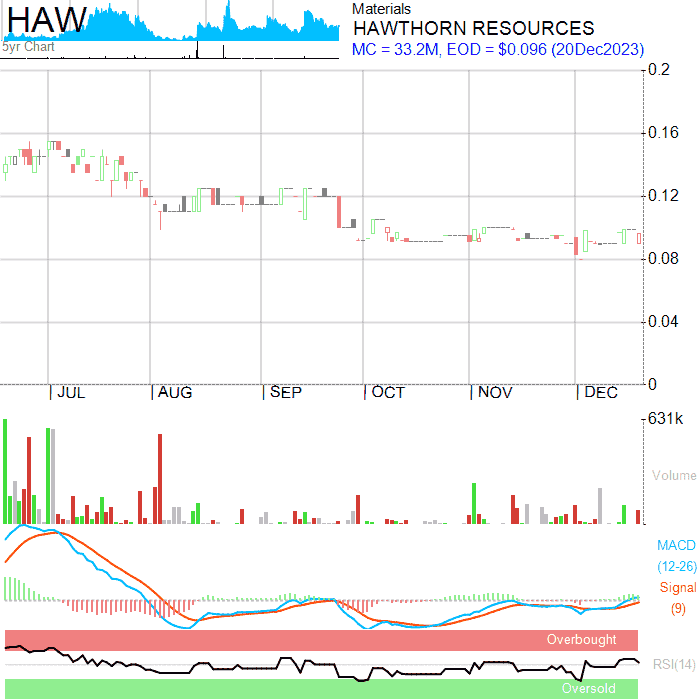 HAW
5yr Chart
Materials
HAWTHORN RESOURCES
MC = 33.2M, EOD = $0.096 (20Dec2023)
0.2
0.16
0.12
0.08
0.04
0
JUL AUG SEP OCT NOV DEC
631k
Volume
MACD
(12-26)
Signal
(9)
Overbought
RSI(14)
Oversold